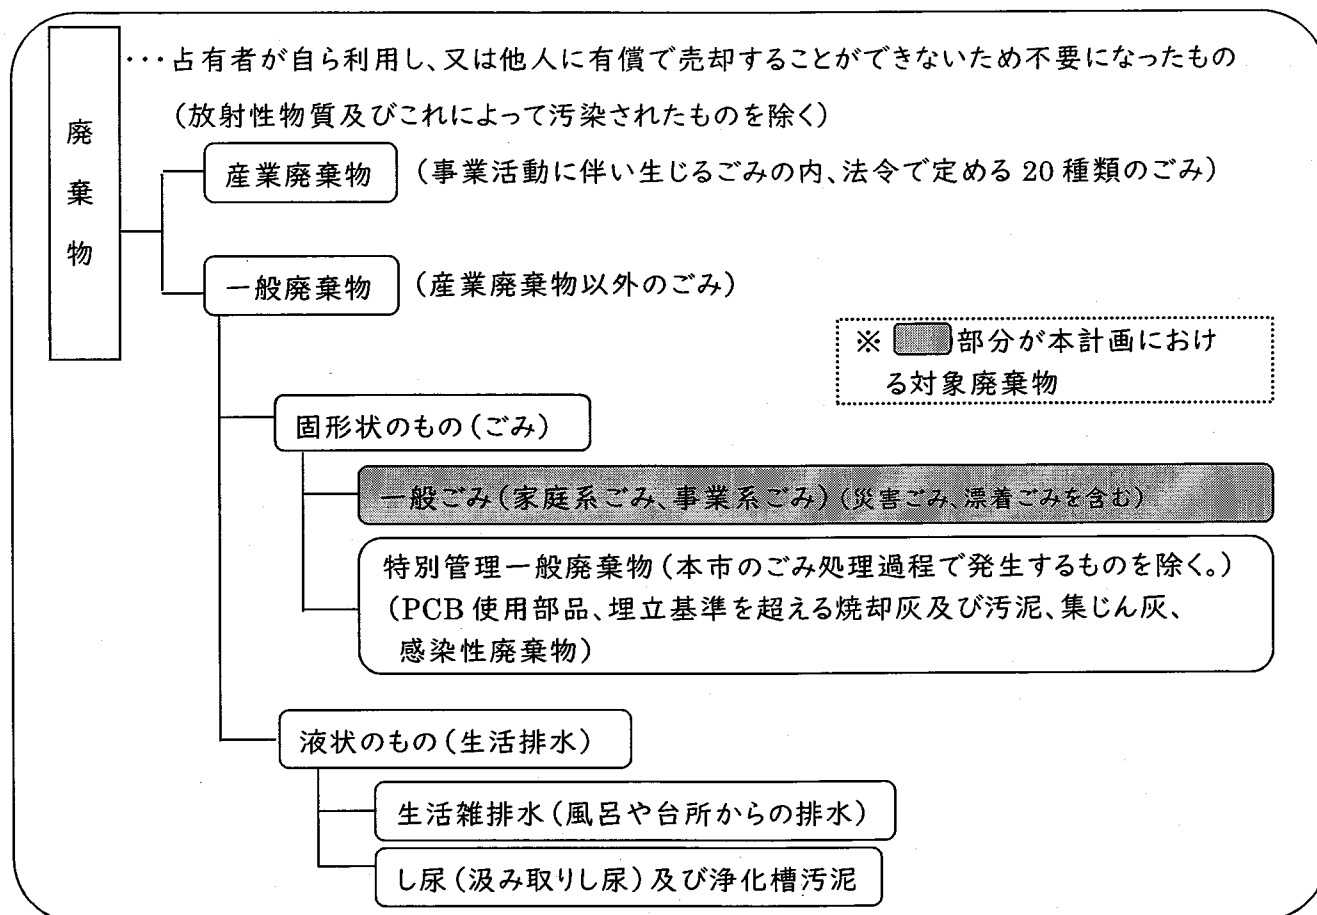 廃棄物
･･･占有者が自ら利用し、又は他人に有償で売却することができないため不要になったもの
（放射性物質及びこれによって汚染されたものを除く）
産業廃棄物
（事業活動に伴い生じるごみの内、法令で定める 20 種類のごみ）
一般廃棄物
（産業廃棄物以外のごみ）
※ 部分が本計画におけ
る対象廃棄物
固形状のもの（ごみ）
一般ごみ（家庭系ごみ、事業系ごみ）（災害ごみ、漂着ごみを含む）
特別管理一般廃棄物（本市のごみ処理過程で発生するものを除く。）
（PCB 使用部品、埋立基準を超える焼却灰及び汚泥、集じん灰、
感染性廃棄物）
液状のもの（生活排水）
生活雑排水（風呂や台所からの排水）
し尿（汲み取りし尿）及び浄化槽汚泥